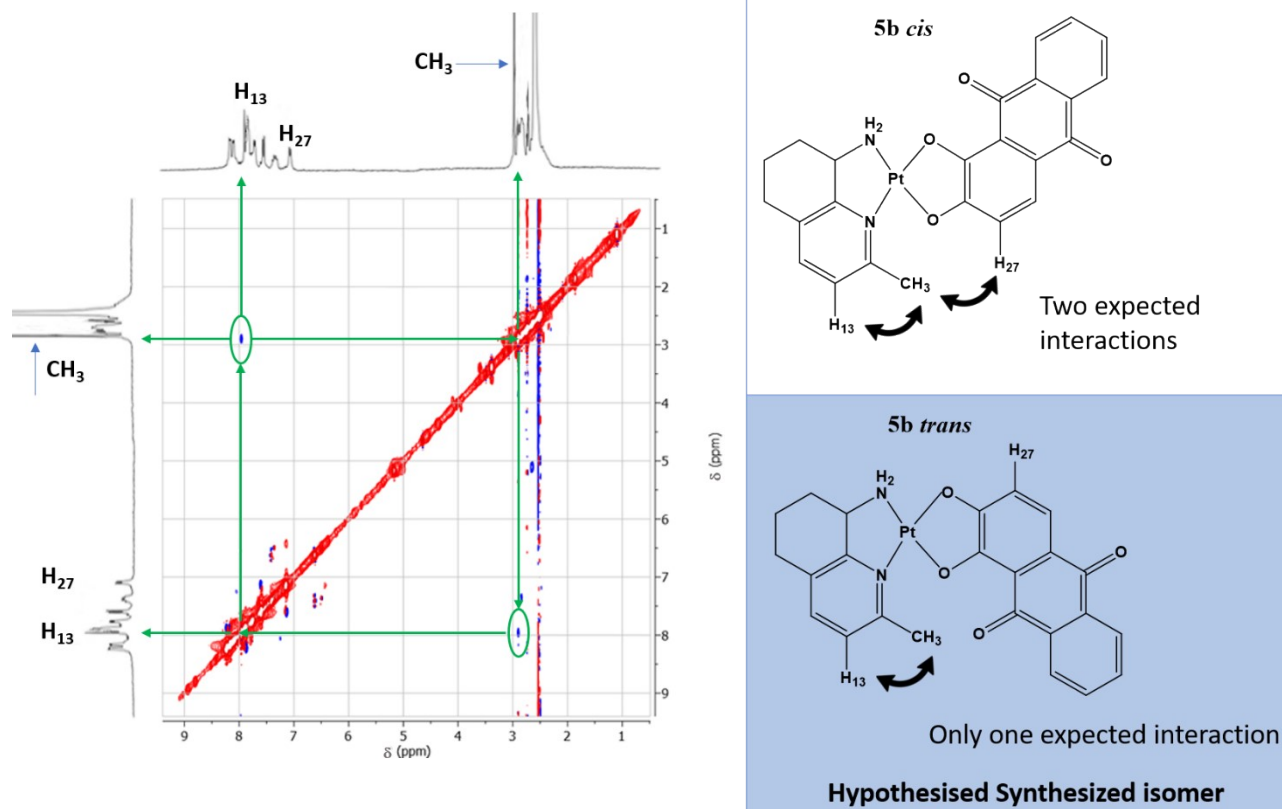 CH₃
H₁₃
H₂₇
CH₃
H₂₇
H₁₃
1
2
3
4
5
6
7
8
9
δ (ppm)
9 8 7 6 5 4 3 2 1
δ (ppm)
5b cis
O
H₂
N
O
Pt
O
N
O
CH₃
H₂₇
H₁₃
Two expected
interactions
5b trans
H₂₇
H₂
N
O
Pt
O
N
O
O
CH₃
H₁₃
Only one expected interaction
Hypothesised Synthesized isomer